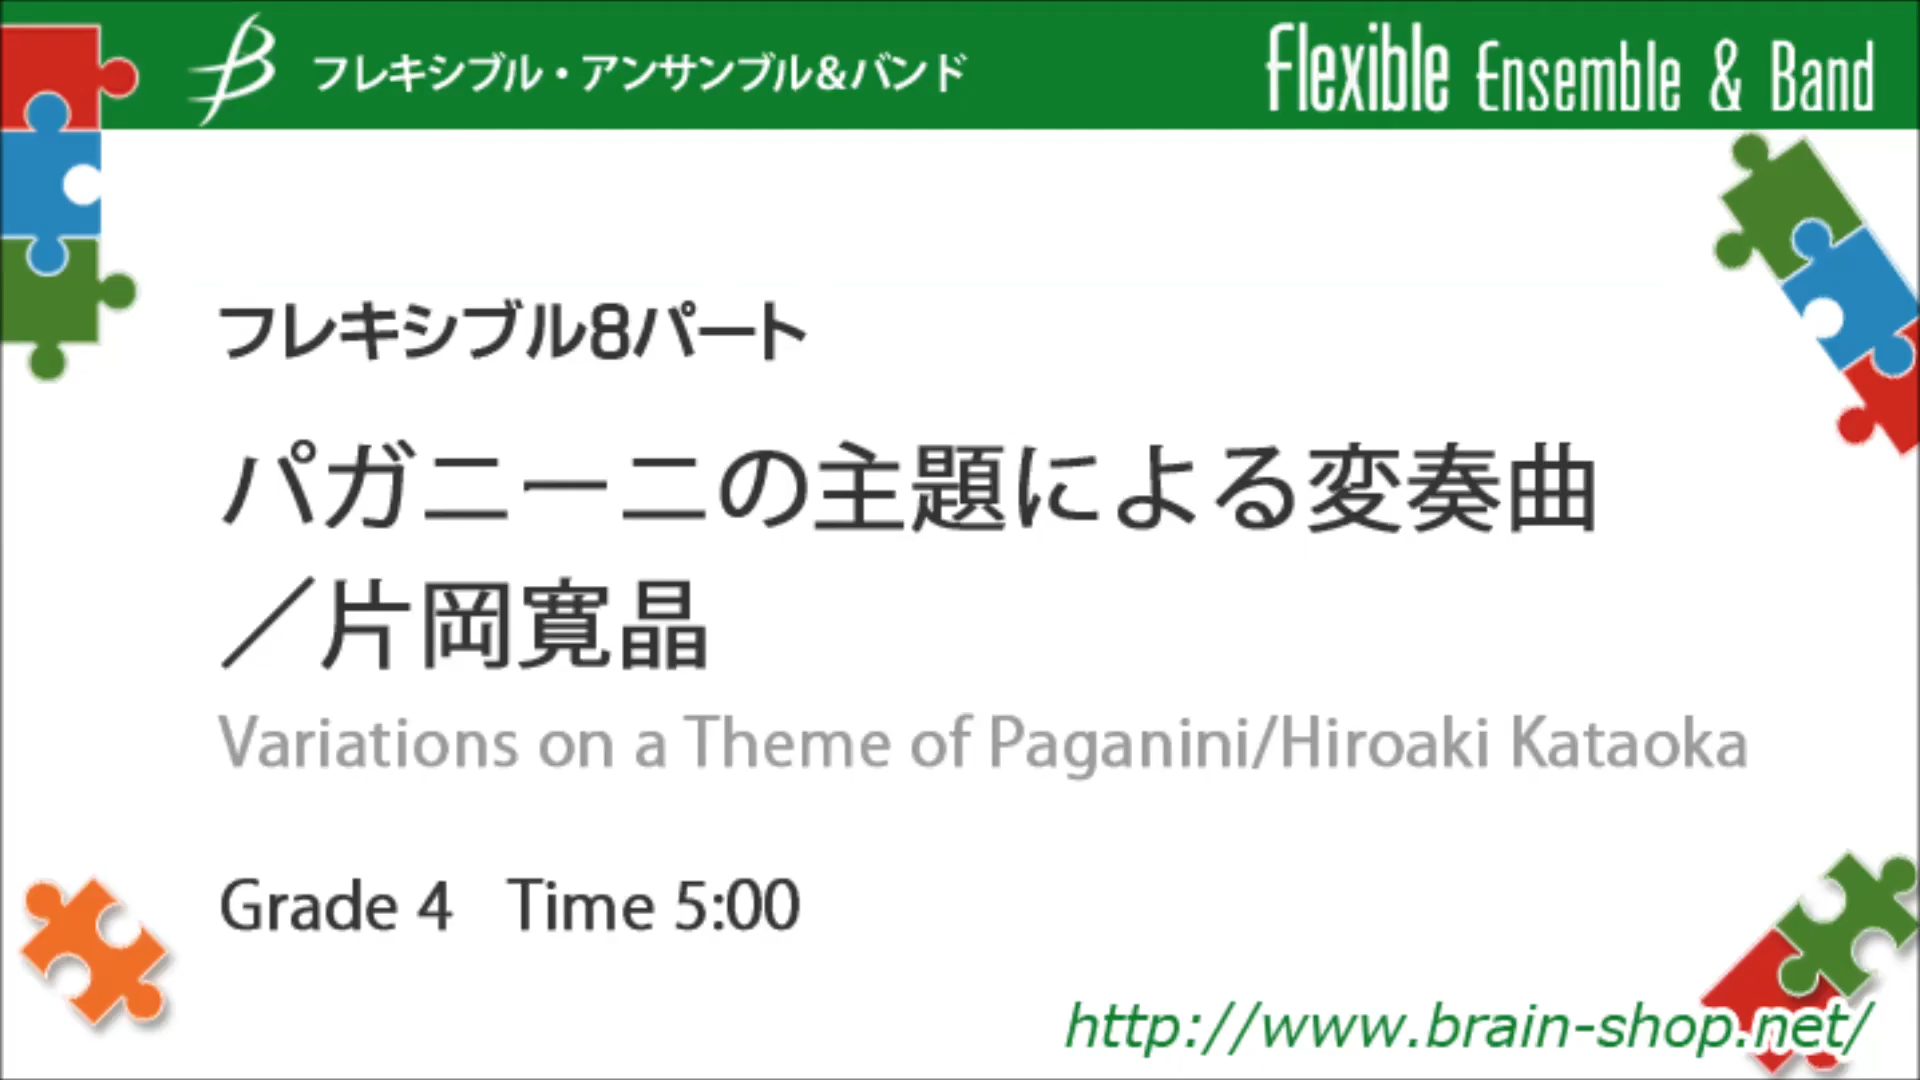 フレキシブル・アンサンブル&バンド
Flexible Ensemble & Band
フレキシブル8パート
パガニーニの主題による変奏曲
／片岡寛晶
Variations on a Theme of Paganini/Hiroaki Kataoka
Grade 4 Time 5:00
http://www.brain-shop.net/